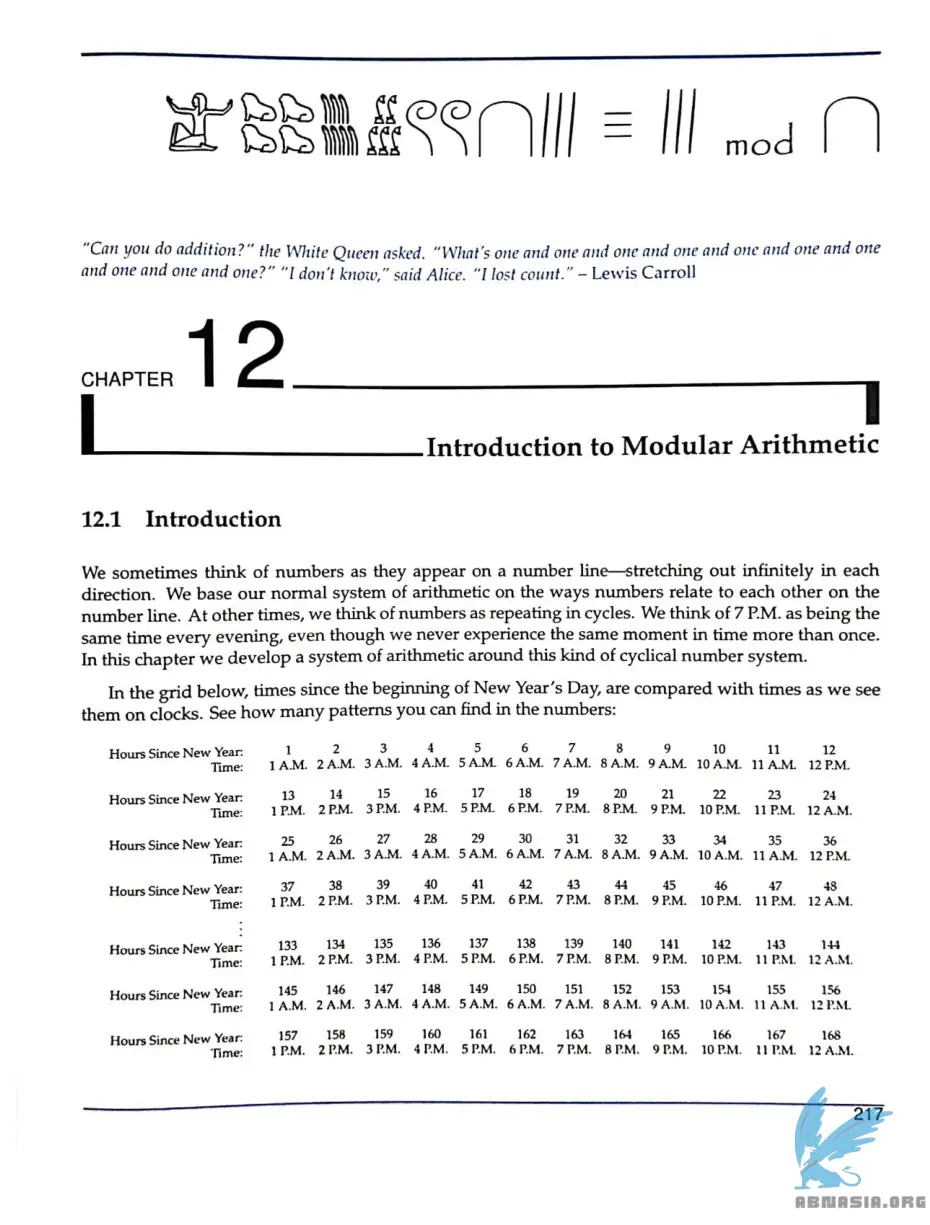 ≡ mod
"Can you do addition?" the White Queen asked. "What's one and one and one and one and one and one and one
and one and one and one?" "I don't know," said Alice. "I lost count." – Lewis Carroll
CHAPTER 12
Introduction to Modular Arithmetic
12.1 Introduction
We sometimes think of numbers as they appear on a number line—stretching out infinitely in each
direction. We base our normal system of arithmetic on the ways numbers relate to each other on the
number line. At other times, we think of numbers as repeating in cycles. We think of 7 P.M. as being the
same time every evening, even though we never experience the same moment in time more than once.
In this chapter we develop a system of arithmetic around this kind of cyclical number system.
In the grid below, times since the beginning of New Year's Day, are compared with times as we see
them on clocks. See how many patterns you can find in the numbers:
Hours Since New Year: 1 2 3 4 5 6 7 8 9 10 11 12
Time: 1 A.M. 2 A.M. 3 A.M. 4 A.M. 5 A.M. 6 A.M. 7 A.M. 8 A.M. 9 A.M. 10 A.M. 11 A.M. 12 P.M.
Hours Since New Year: 13 14 15 16 17 18 19 20 21 22 23 24
Time: 1 P.M. 2 P.M. 3 P.M. 4 P.M. 5 P.M. 6 P.M. 7 P.M. 8 P.M. 9 P.M. 10 P.M. 11 P.M. 12 A.M.
Hours Since New Year: 25 26 27 28 29 30 31 32 33 34 35 36
Time: 1 A.M. 2 A.M. 3 A.M. 4 A.M. 5 A.M. 6 A.M. 7 A.M. 8 A.M. 9 A.M. 10 A.M. 11 A.M. 12 P.M.
Hours Since New Year: 37 38 39 40 41 42 43 44 45 46 47 48
Time: 1 P.M. 2 P.M. 3 P.M. 4 P.M. 5 P.M. 6 P.M. 7 P.M. 8 P.M. 9 P.M. 10 P.M. 11 P.M. 12 A.M.
⋮
Hours Since New Year: 133 134 135 136 137 138 139 140 141 142 143 144
Time: 1 P.M. 2 P.M. 3 P.M. 4 P.M. 5 P.M. 6 P.M. 7 P.M. 8 P.M. 9 P.M. 10 P.M. 11 P.M. 12 A.M.
Hours Since New Year: 145 146 147 148 149 150 151 152 153 154 155 156
Time: 1 A.M. 2 A.M. 3 A.M. 4 A.M. 5 A.M. 6 A.M. 7 A.M. 8 A.M. 9 A.M. 10 A.M. 11 A.M. 12 P.M.
Hours Since New Year: 157 158 159 160 161 162 163 164 165 166 167 168
Time: 1 P.M. 2 P.M. 3 P.M. 4 P.M. 5 P.M. 6 P.M. 7 P.M. 8 P.M. 9 P.M. 10 P.M. 11 P.M. 12 A.M.
217
ABNASIA.ORG